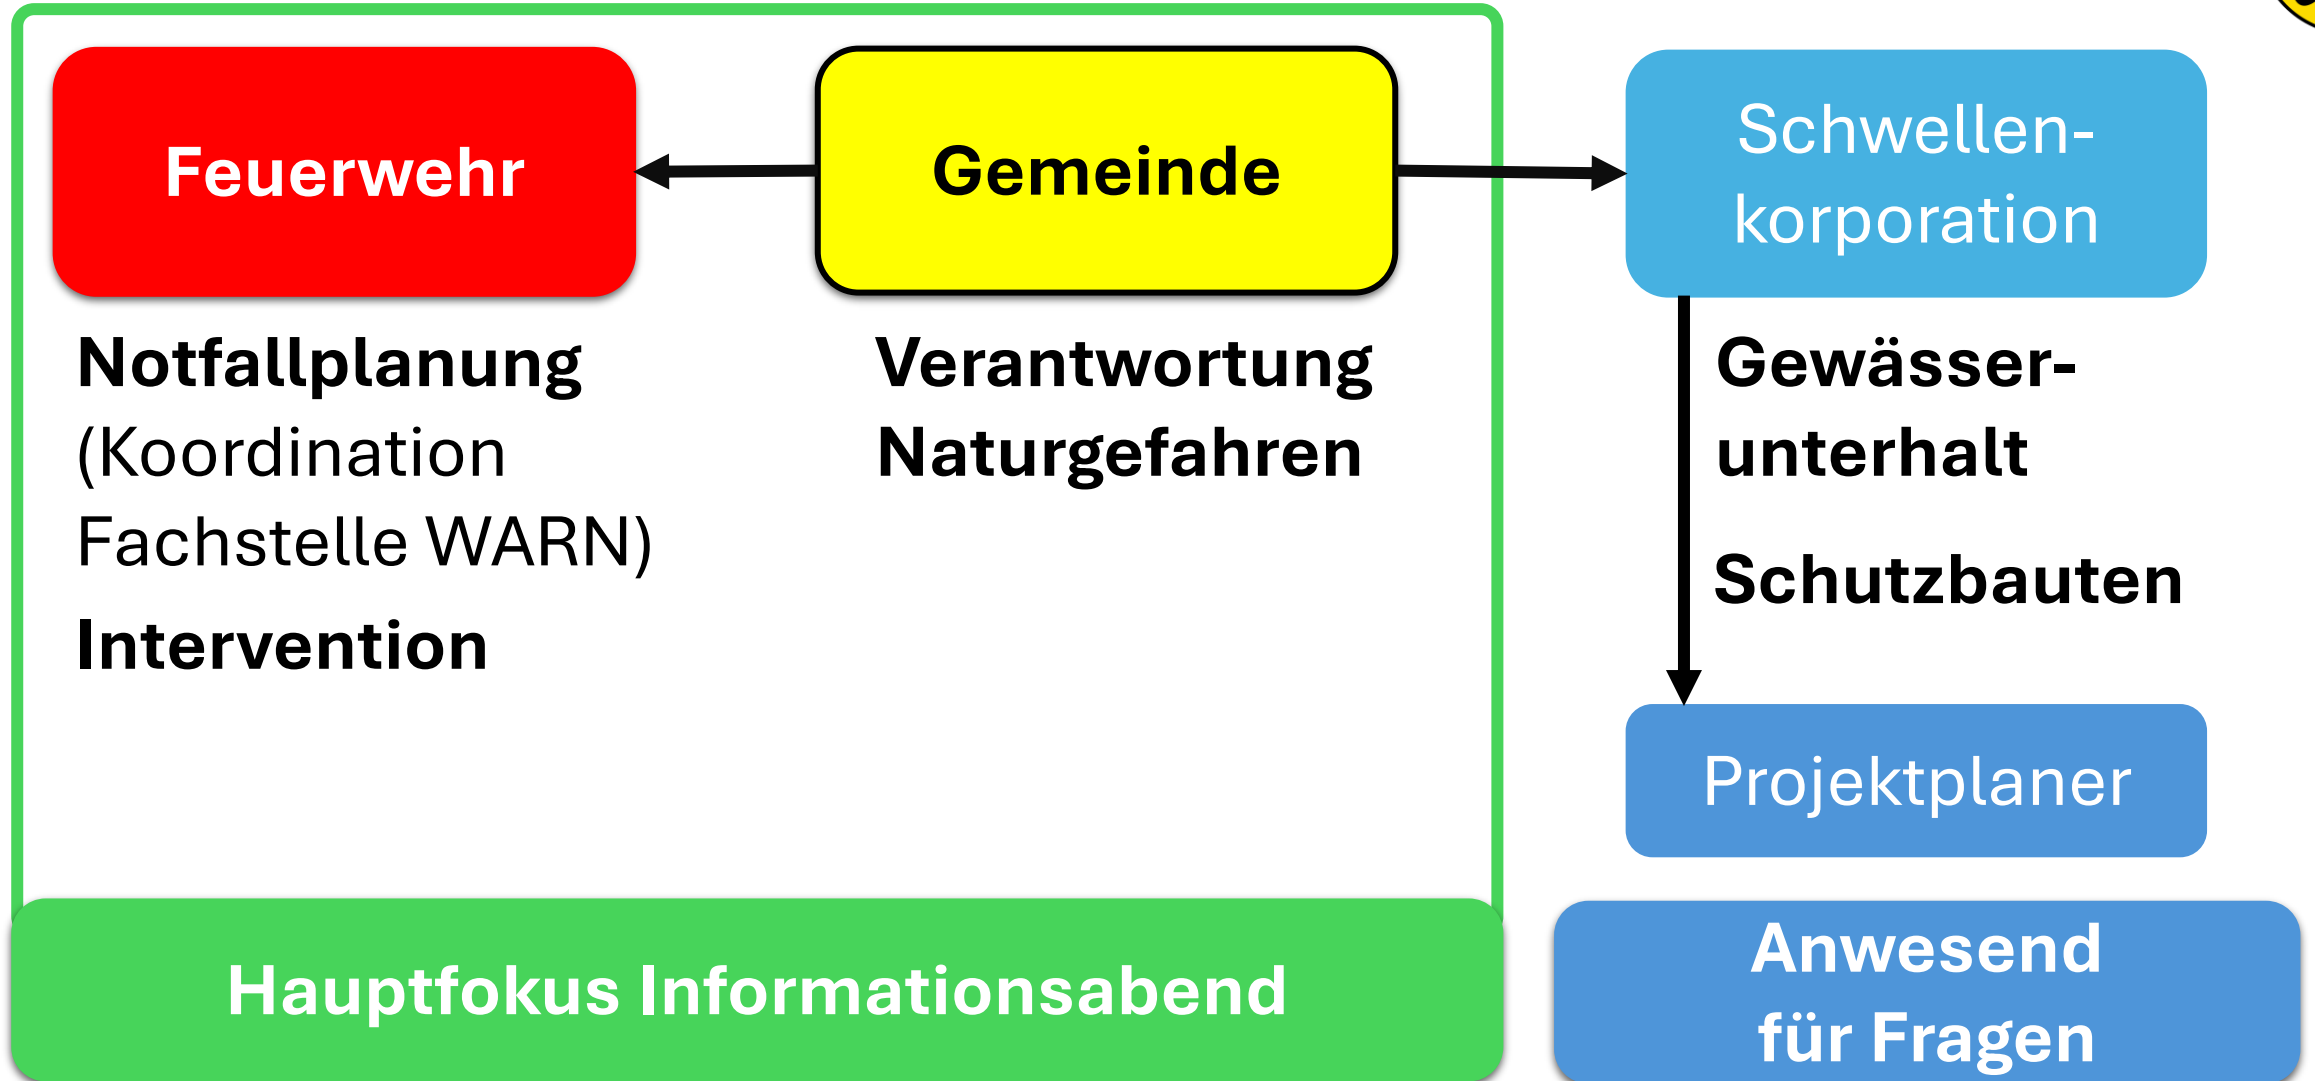 Feuerwehr
Notfallplanung
(Koordination
Fachstelle WARN)
Intervention
Gemeinde
Verantwortung
Naturgefahren
Schwellen-
korporation
Gewässer-
unterhalt
Schutzbauten
Projektplaner
Hauptfokus Informationsabend
Anwesend
für Fragen